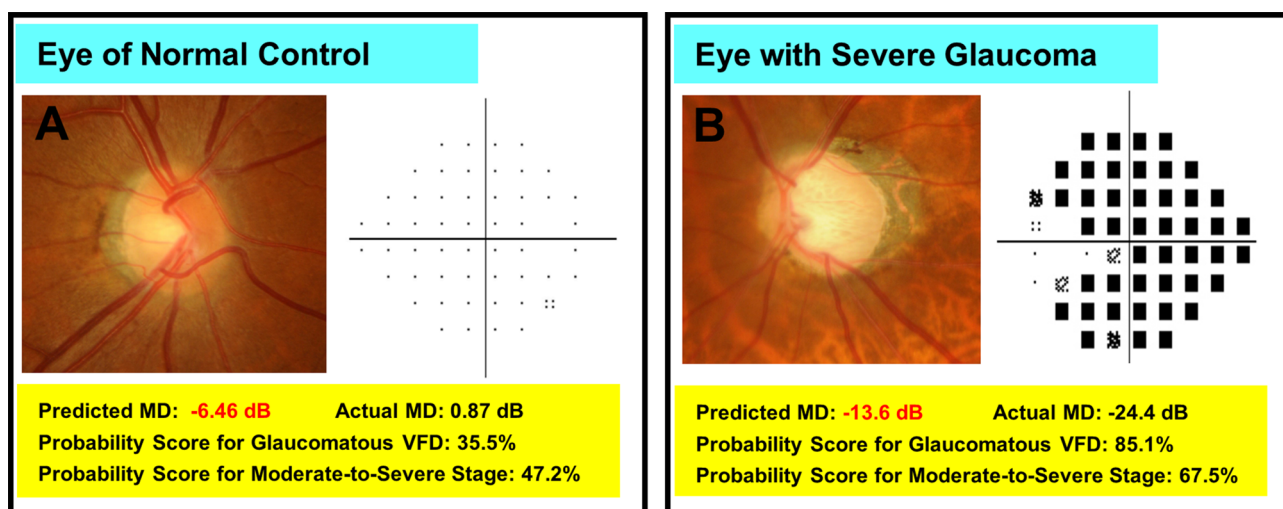 Eye of Normal Control
A
Predicted MD: -6.46 dB Actual MD: 0.87 dB
Probability Score for Glaucomatous VFD: 35.5%
Probability Score for Moderate-to-Severe Stage: 47.2%
Eye with Severe Glaucoma
B
Predicted MD: -13.6 dB Actual MD: -24.4 dB
Probability Score for Glaucomatous VFD: 85.1%
Probability Score for Moderate-to-Severe Stage: 67.5%